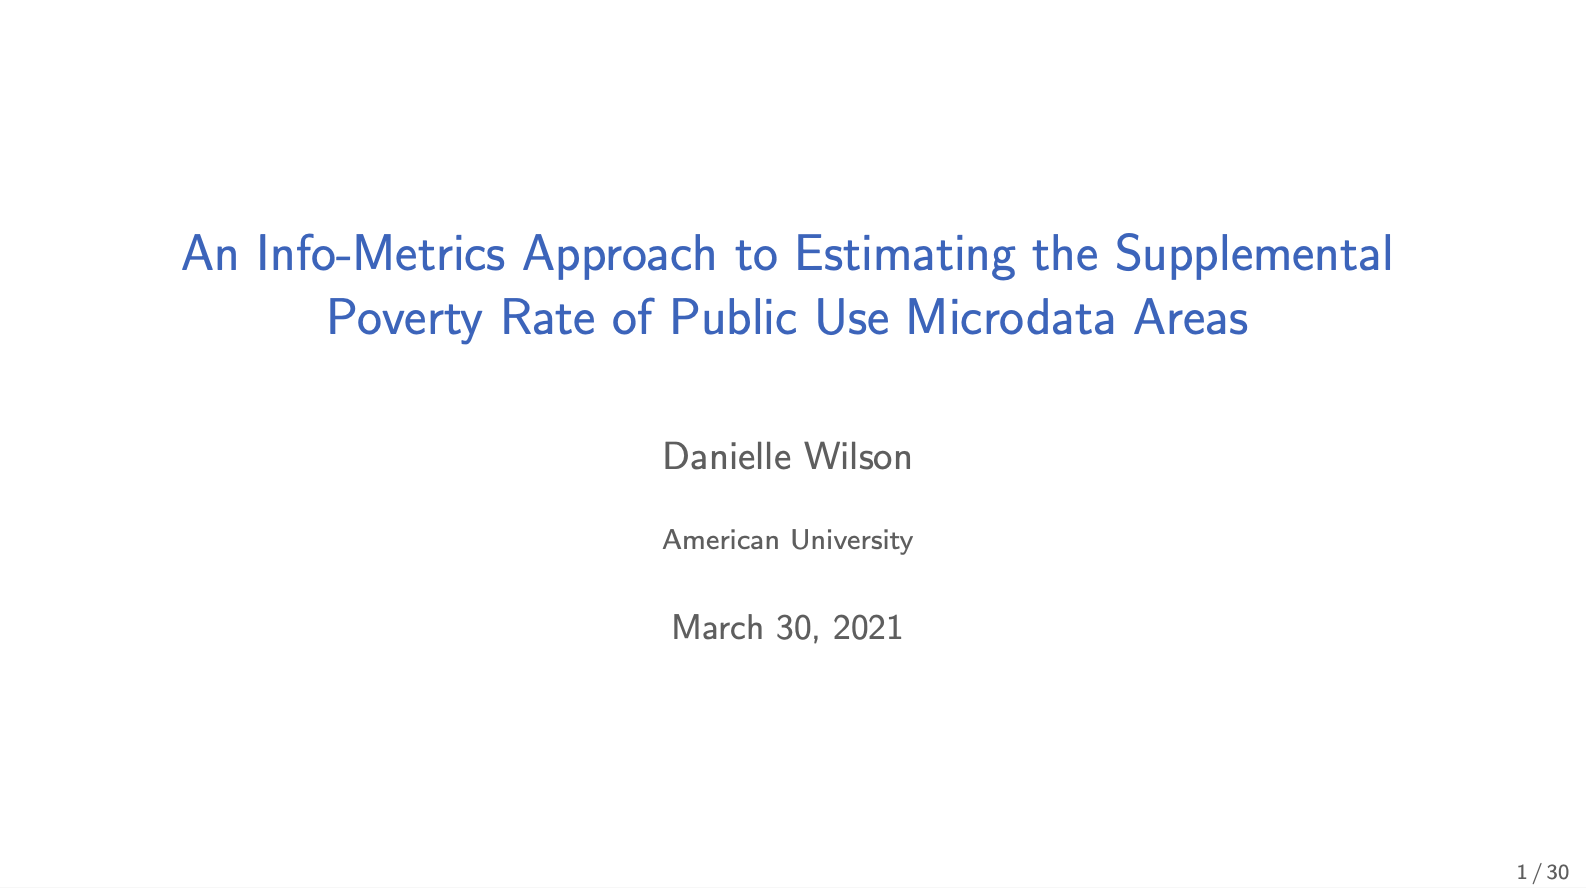 An Info-Metrics Approach to Estimating the Supplemental
Poverty Rate of Public Use Microdata Areas
Danielle Wilson
American University
March 30, 2021
1 / 30